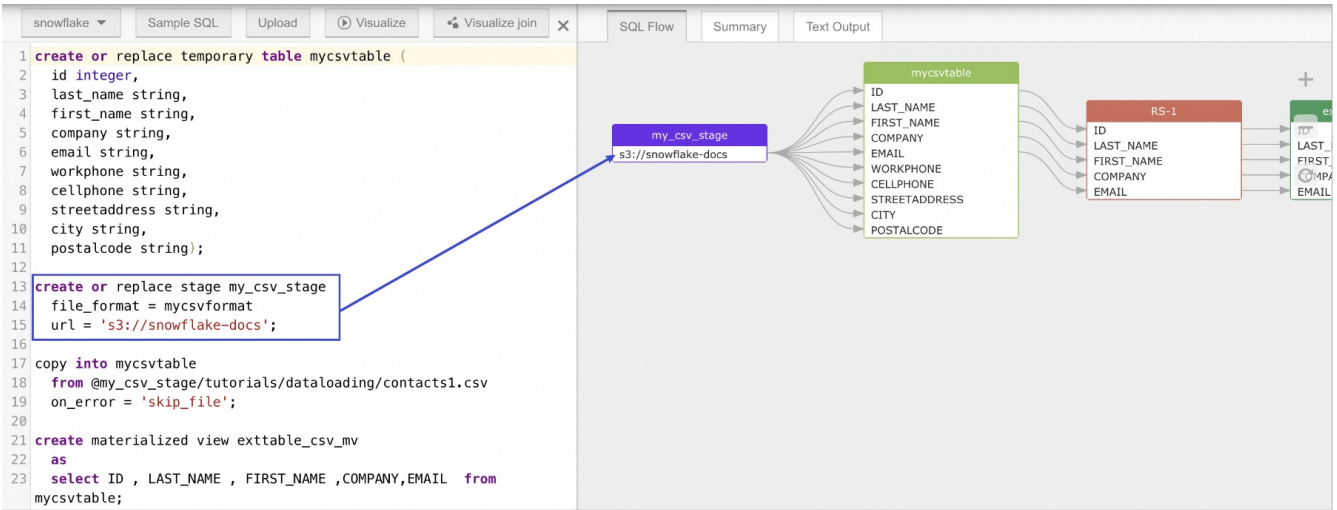 snowflake
Sample SQL
Upload
Visualize
Visualize join
SQL Flow
Summary
Text Output
1 create or replace temporary table mycsvtable (
2 id integer,
3 last_name string,
4 first_name string,
5 company string,
6 email string,
7 workphone string,
8 cellphone string,
9 streetaddress string,
10 city string,
11 postalcode string);
12
13 create or replace stage my_csv_stage
14 file_format = mycsvformat
15 url = 's3://snowflake-docs';
16
17 copy into mycsvtable
18 from @my_csv_stage/tutorials/dataloading/contacts1.csv
19 on_error = 'skip_file';
20
21 create materialized view exttable_csv_mv
22 as
23 select ID , LAST_NAME , FIRST_NAME ,COMPANY,EMAIL from
mycsvtable;
my_csv_stage
s3://snowflake-docs
mycsvtable
ID
LAST_NAME
FIRST_NAME
COMPANY
EMAIL
WORKPHONE
CELLPHONE
STREETADDRESS
CITY
POSTALCODE
RS-1
ID
LAST_NAME
FIRST_NAME
COMPANY
EMAIL
ID
LAST_
FIRST_
EMAIL